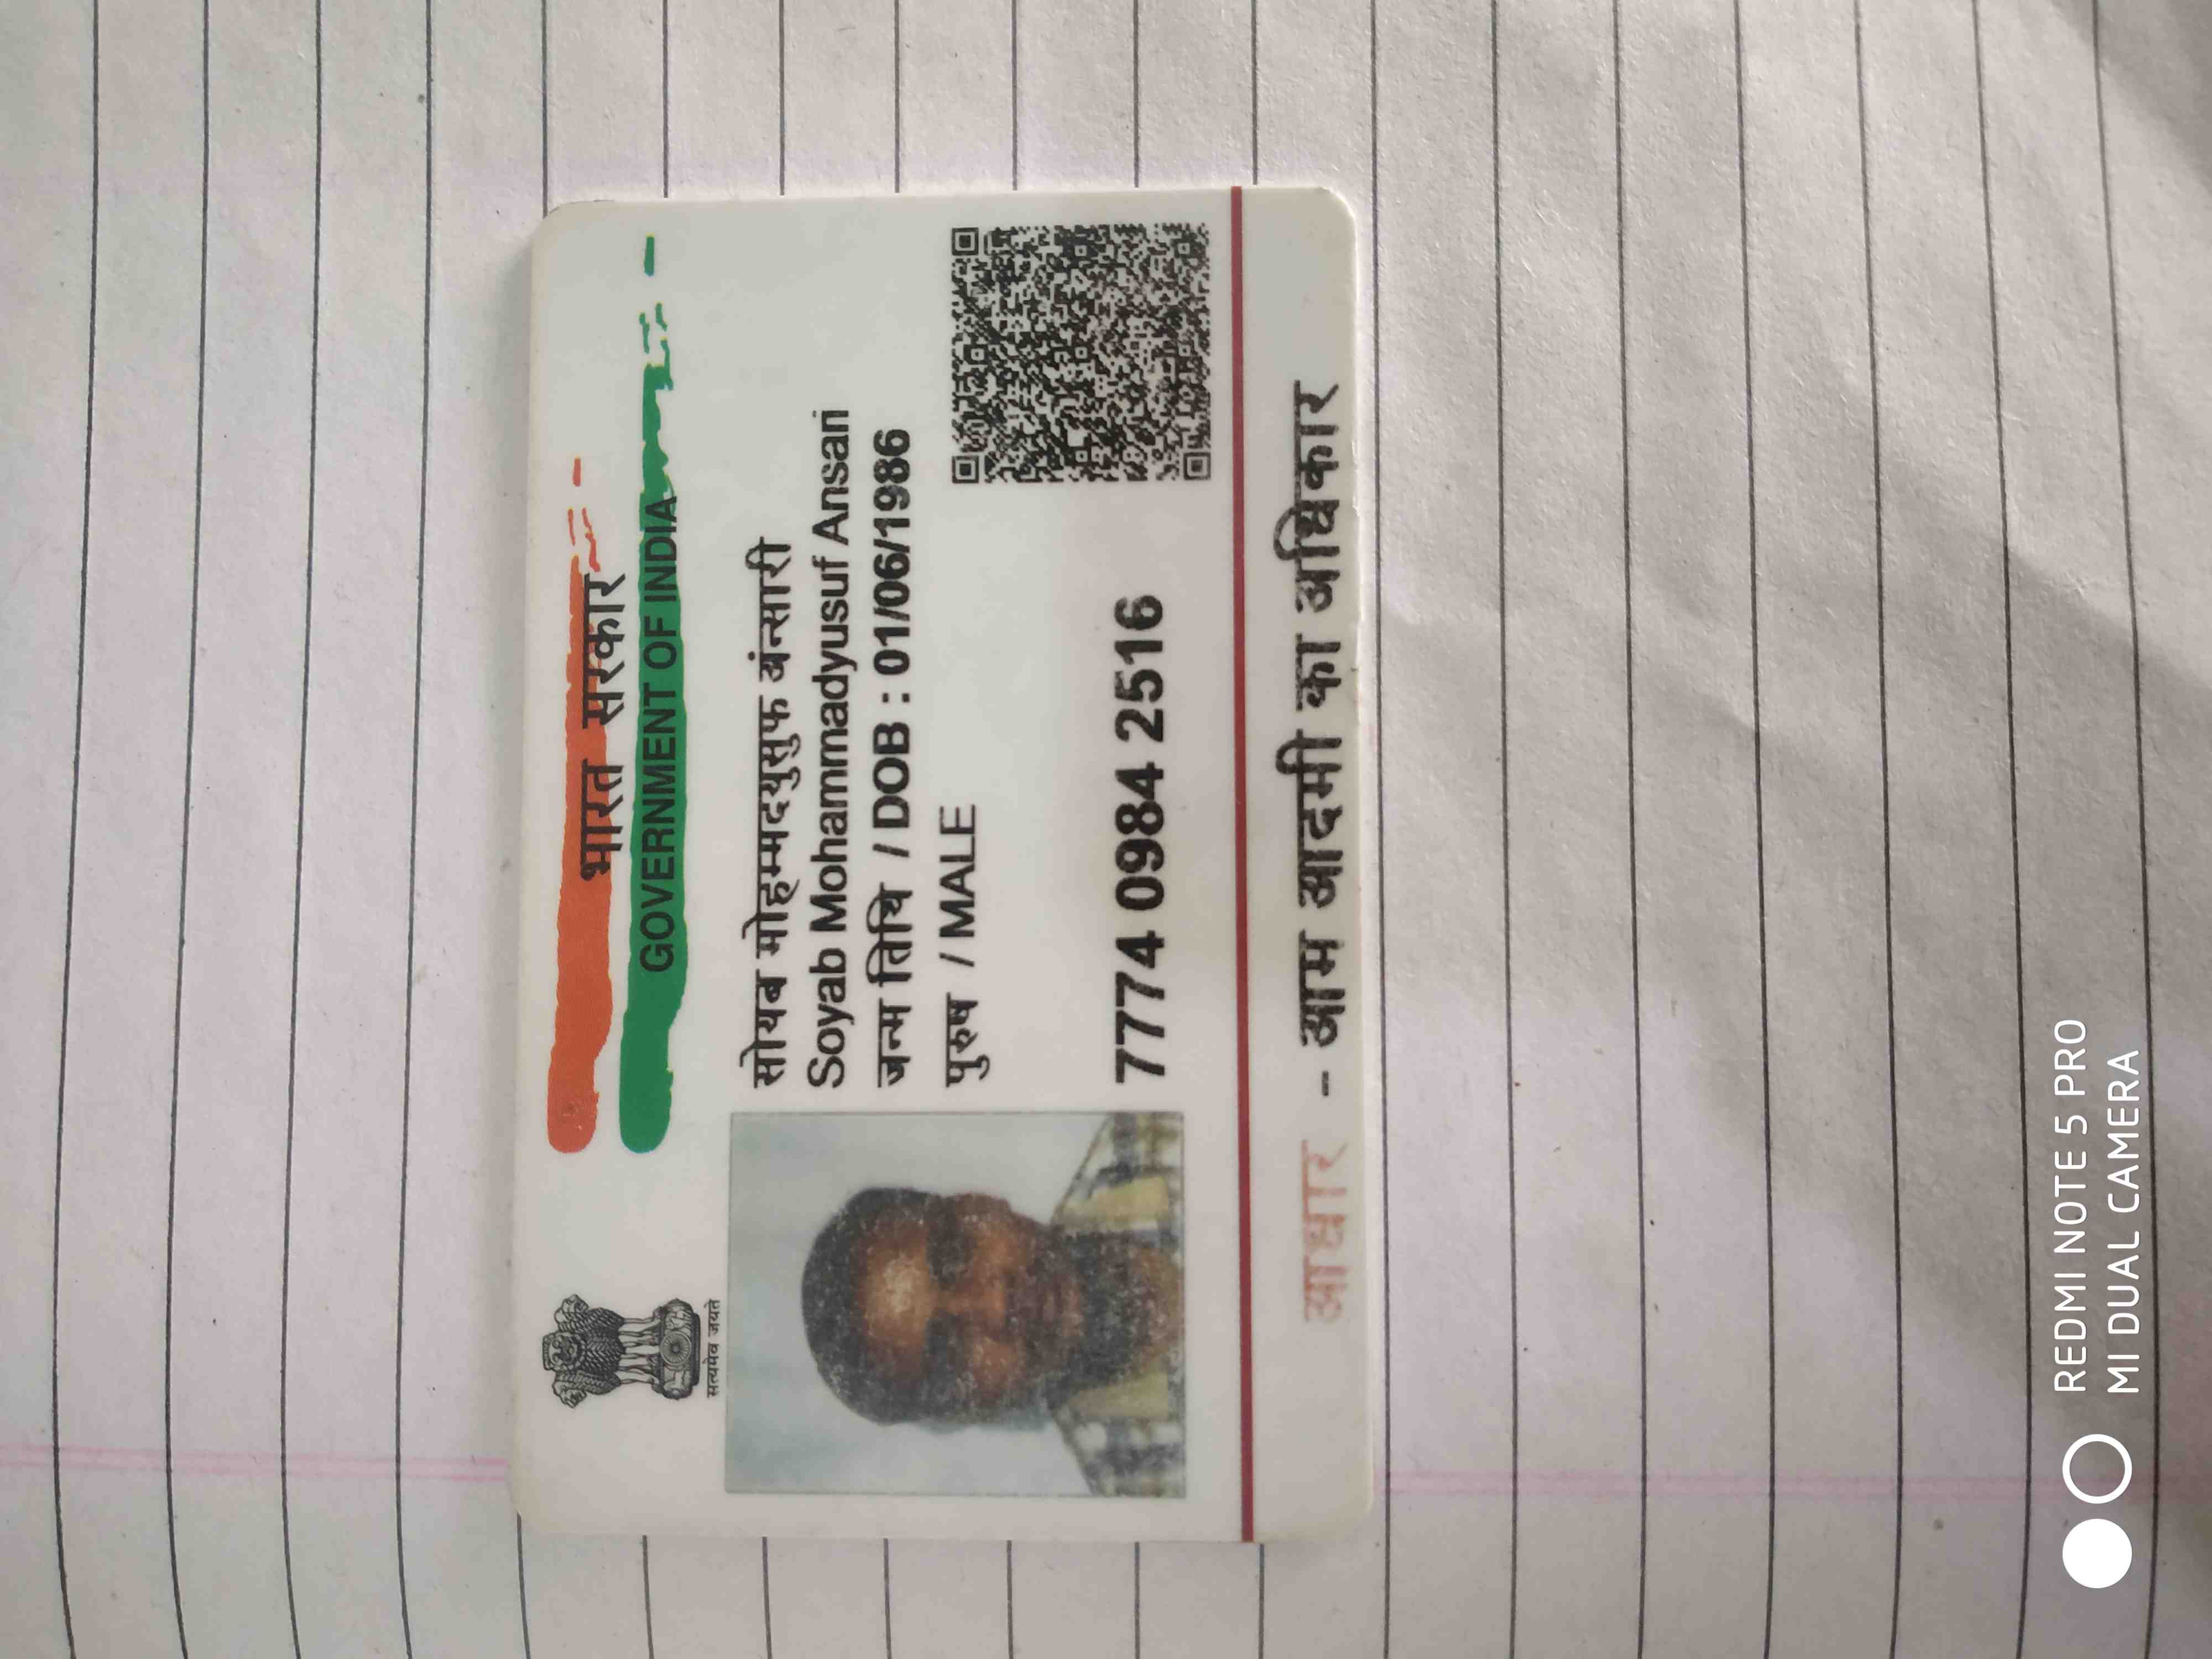 भारत सरकार
GOVERNMENT OF INDIA
सत्यमेव जयते
सोयब मोहम्मदयुसुफ अंन्सारी
Soyab Mohammadyusuf Ansari
जन्म तिथि / DOB : 01/06/1986
पुरुष / MALE
7774 0984 2516
आधार - आम आदमी का अधिकार
REDMI NOTE 5 PRO
MI DUAL CAMERA